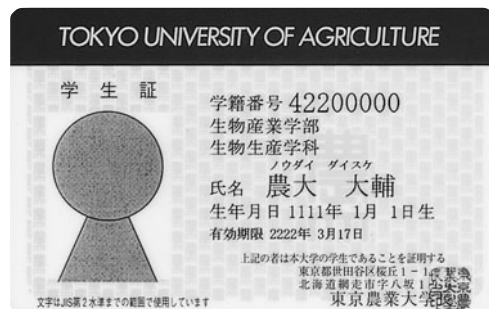 TOKYO UNIVERSITY OF AGRICULTURE
学生証
学籍番号 42200000
生物産業学部
生物生産学科
ノウダイ ダイスケ
氏名 農大 大輔
生年月日 1111年 1月 1日生
有効期限 2222年 3月17日
上記の者は本大学の学生であることを証明する
東京都世田谷区桜丘1-1
北海道網走市字八坂1
東京農業大学
文字はJIS第2水準までの範囲で使用しています